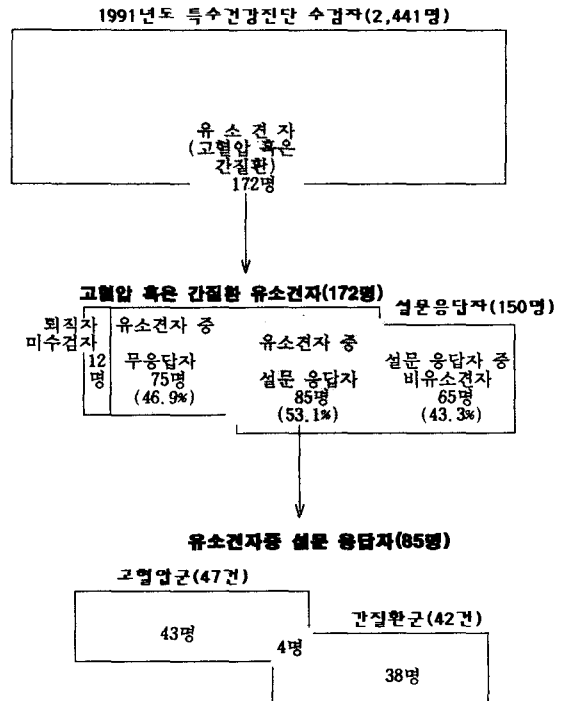 1991년도 특수건강진단 수검자(2,441명)
유 소 견 자
(고혈압 혹은
간질환)
172명
고혈압 혹은 간질환 유소견자(172명)
설문응답자(150명)
퇴직자
미수검자
12
명
유소견자 중
무응답자
75명
(46.9%)
유소견자 중
설문 응답자
85명
(53.1%)
설문 응답자 중
비유소견자
65명
(43.3%)
유소견자중 설문 응답자(85명)
고혈압군(47건)
43명
4명
간질환군(42건)
38명